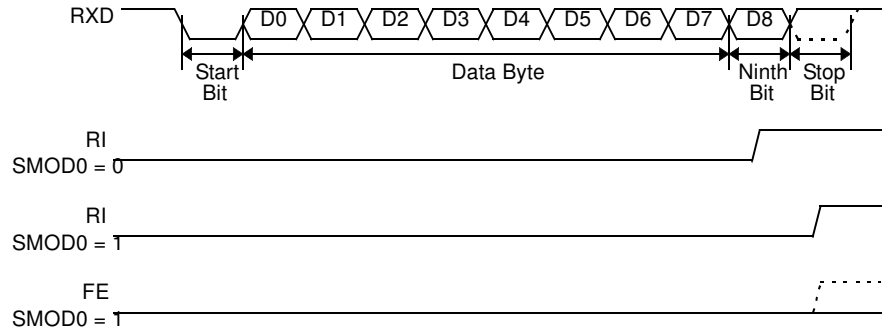 RXD D0 D1 D2 D3 D4 D5 D6 D7 D8
Start Bit
Data Byte
Ninth Bit
Stop Bit
RI
SMOD0 = 0
RI
SMOD0 = 1
FE
SMOD0 = 1